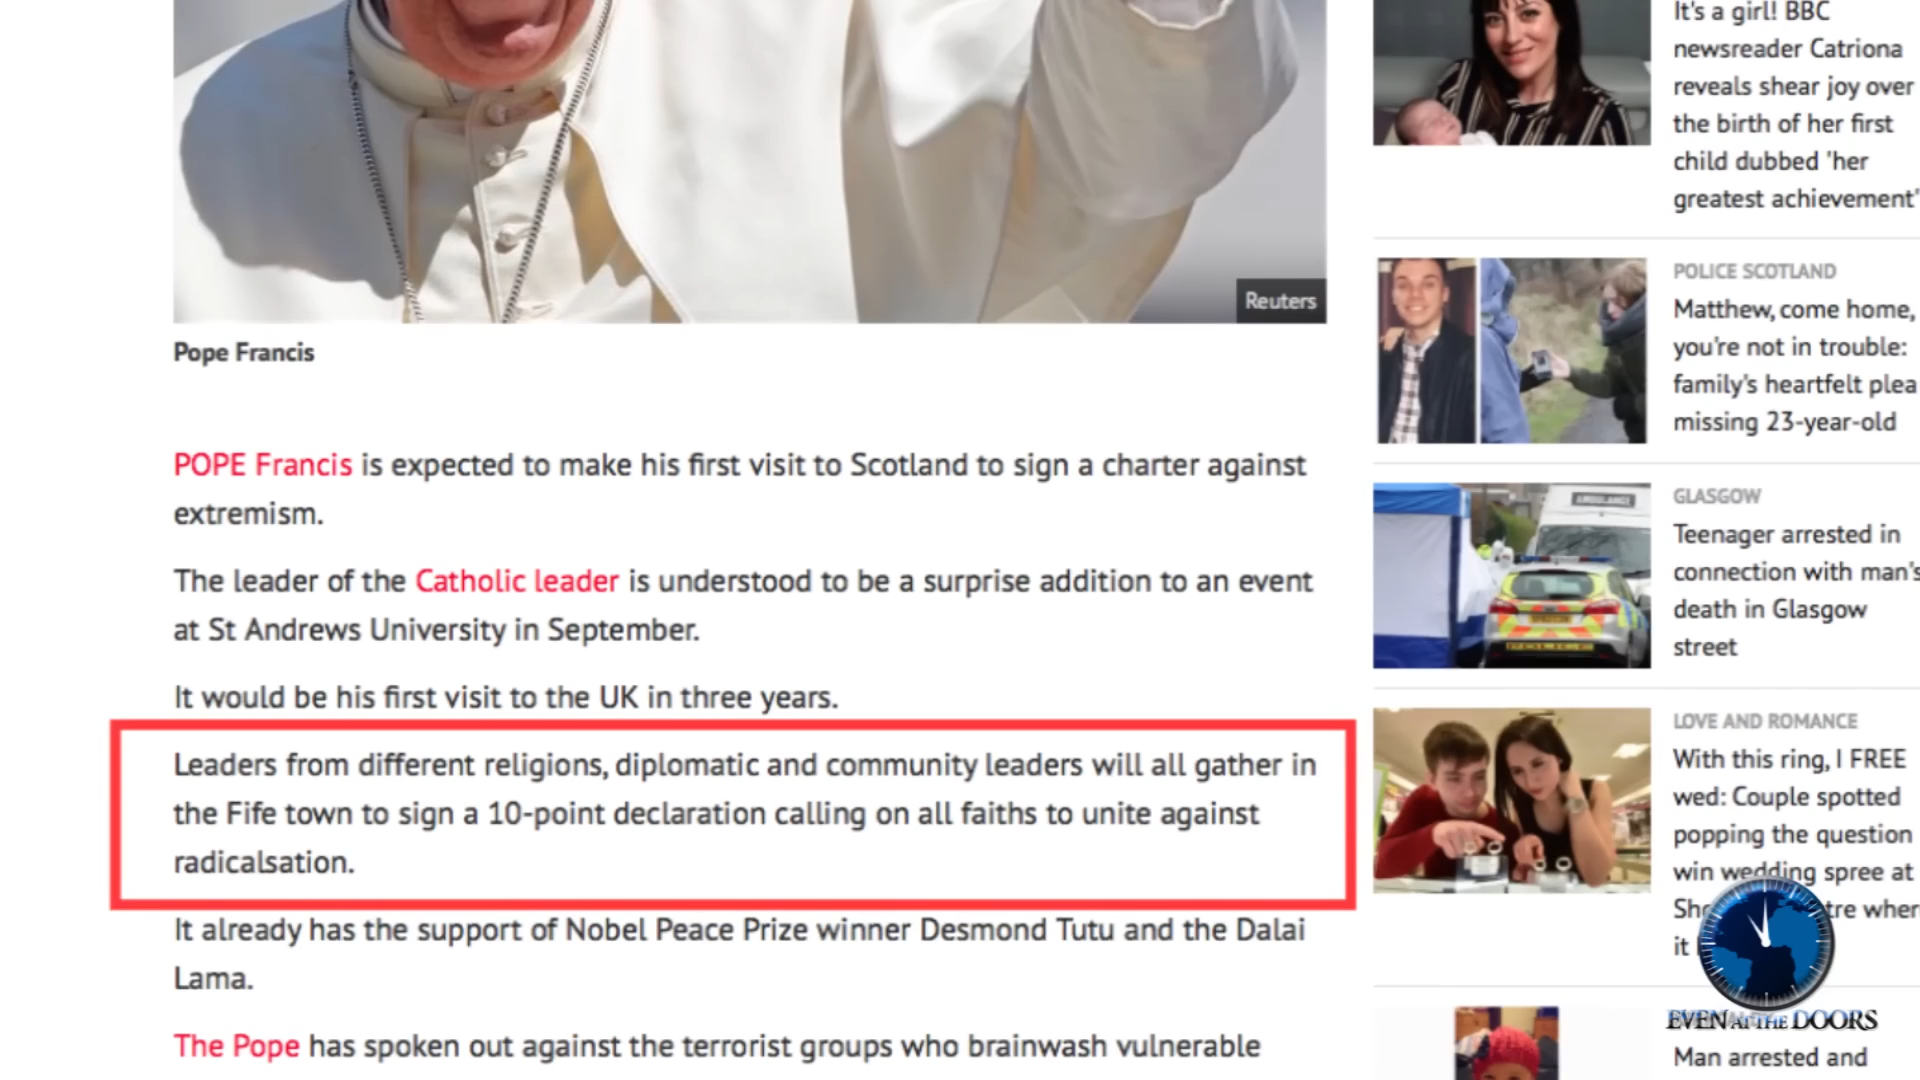 Reuters
Pope Francis
POPE Francis is expected to make his first visit to Scotland to sign a charter against
extremism.
The leader of the Catholic leader is understood to be a surprise addition to an event
at St Andrews University in September.
It would be his first visit to the UK in three years.
Leaders from different religions, diplomatic and community leaders will all gather in
the Fife town to sign a 10-point declaration calling on all faiths to unite against
radicalsation.
It already has the support of Nobel Peace Prize winner Desmond Tutu and the Dalai
Lama.
The Pope has spoken out against the terrorist groups who brainwash vulnerable
It's a girl! BBC
newsreader Catriona
reveals shear joy over
the birth of her first
child dubbed 'her
greatest achievement'
POLICE SCOTLAND
Matthew, come home,
you're not in trouble:
family's heartfelt plea
missing 23-year-old
AMBULANCE
GLASGOW
Teenager arrested in
connection with man's
death in Glasgow
street
LOVE AND ROMANCE
With this ring, I FREE
wed: Couple spotted
popping the question
win wedding spree at
it
EVEN AT THE DOORS
Man arrested and